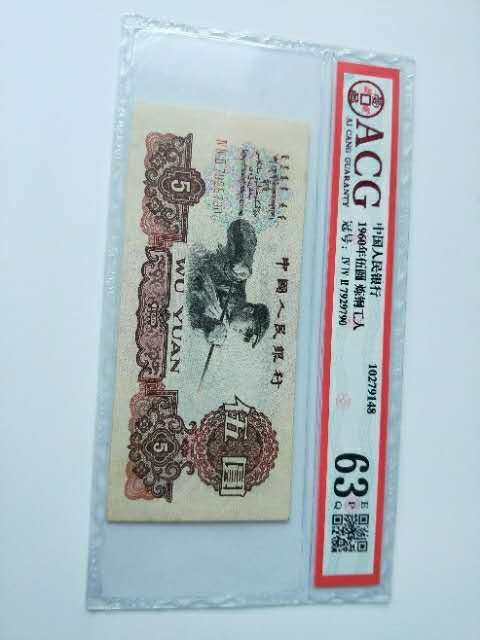 ACG
AI CANG GUARANTY
中国人民银行
1960年伍圆 炼钢工人
冠号：IV IV II 7929790
10279148
63
E
P
Q
中國人民銀行
伍圓
WU YUAN
5
5